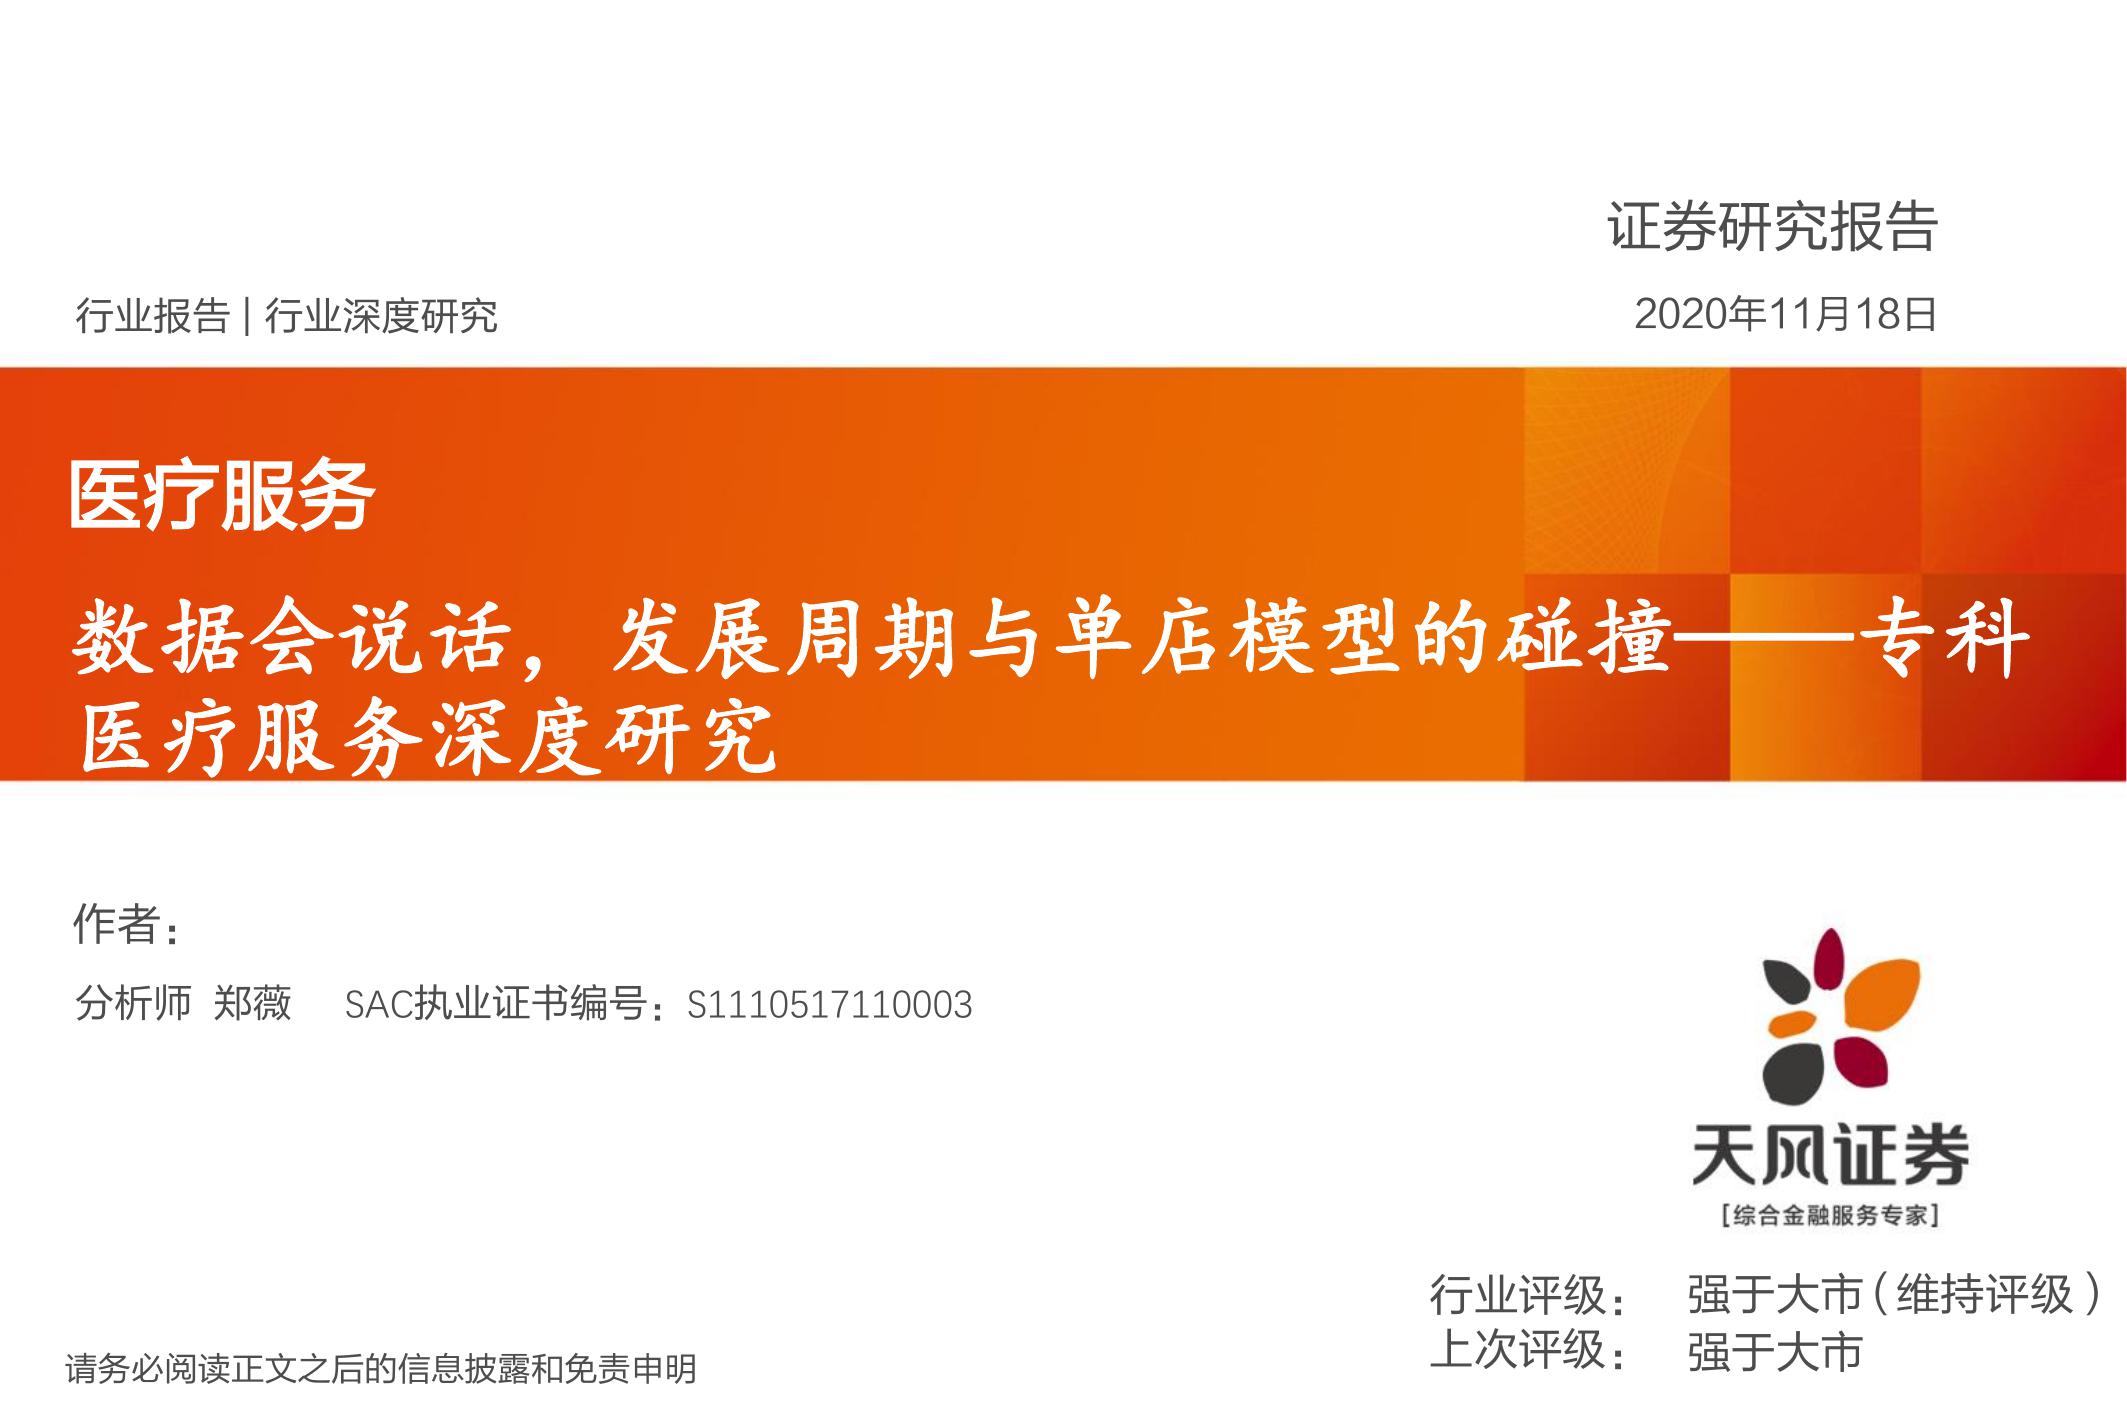 证券研究报告
行业报告 | 行业深度研究
2020年11月18日
医疗服务
数据会说话，发展周期与单店模型的碰撞——专科
医疗服务深度研究
作者：
分析师 郑薇 SAC执业证书编号：S1110517110003
天风证券
[综合金融服务专家]
行业评级： 强于大市（维持评级）
上次评级： 强于大市
请务必阅读正文之后的信息披露和免责申明